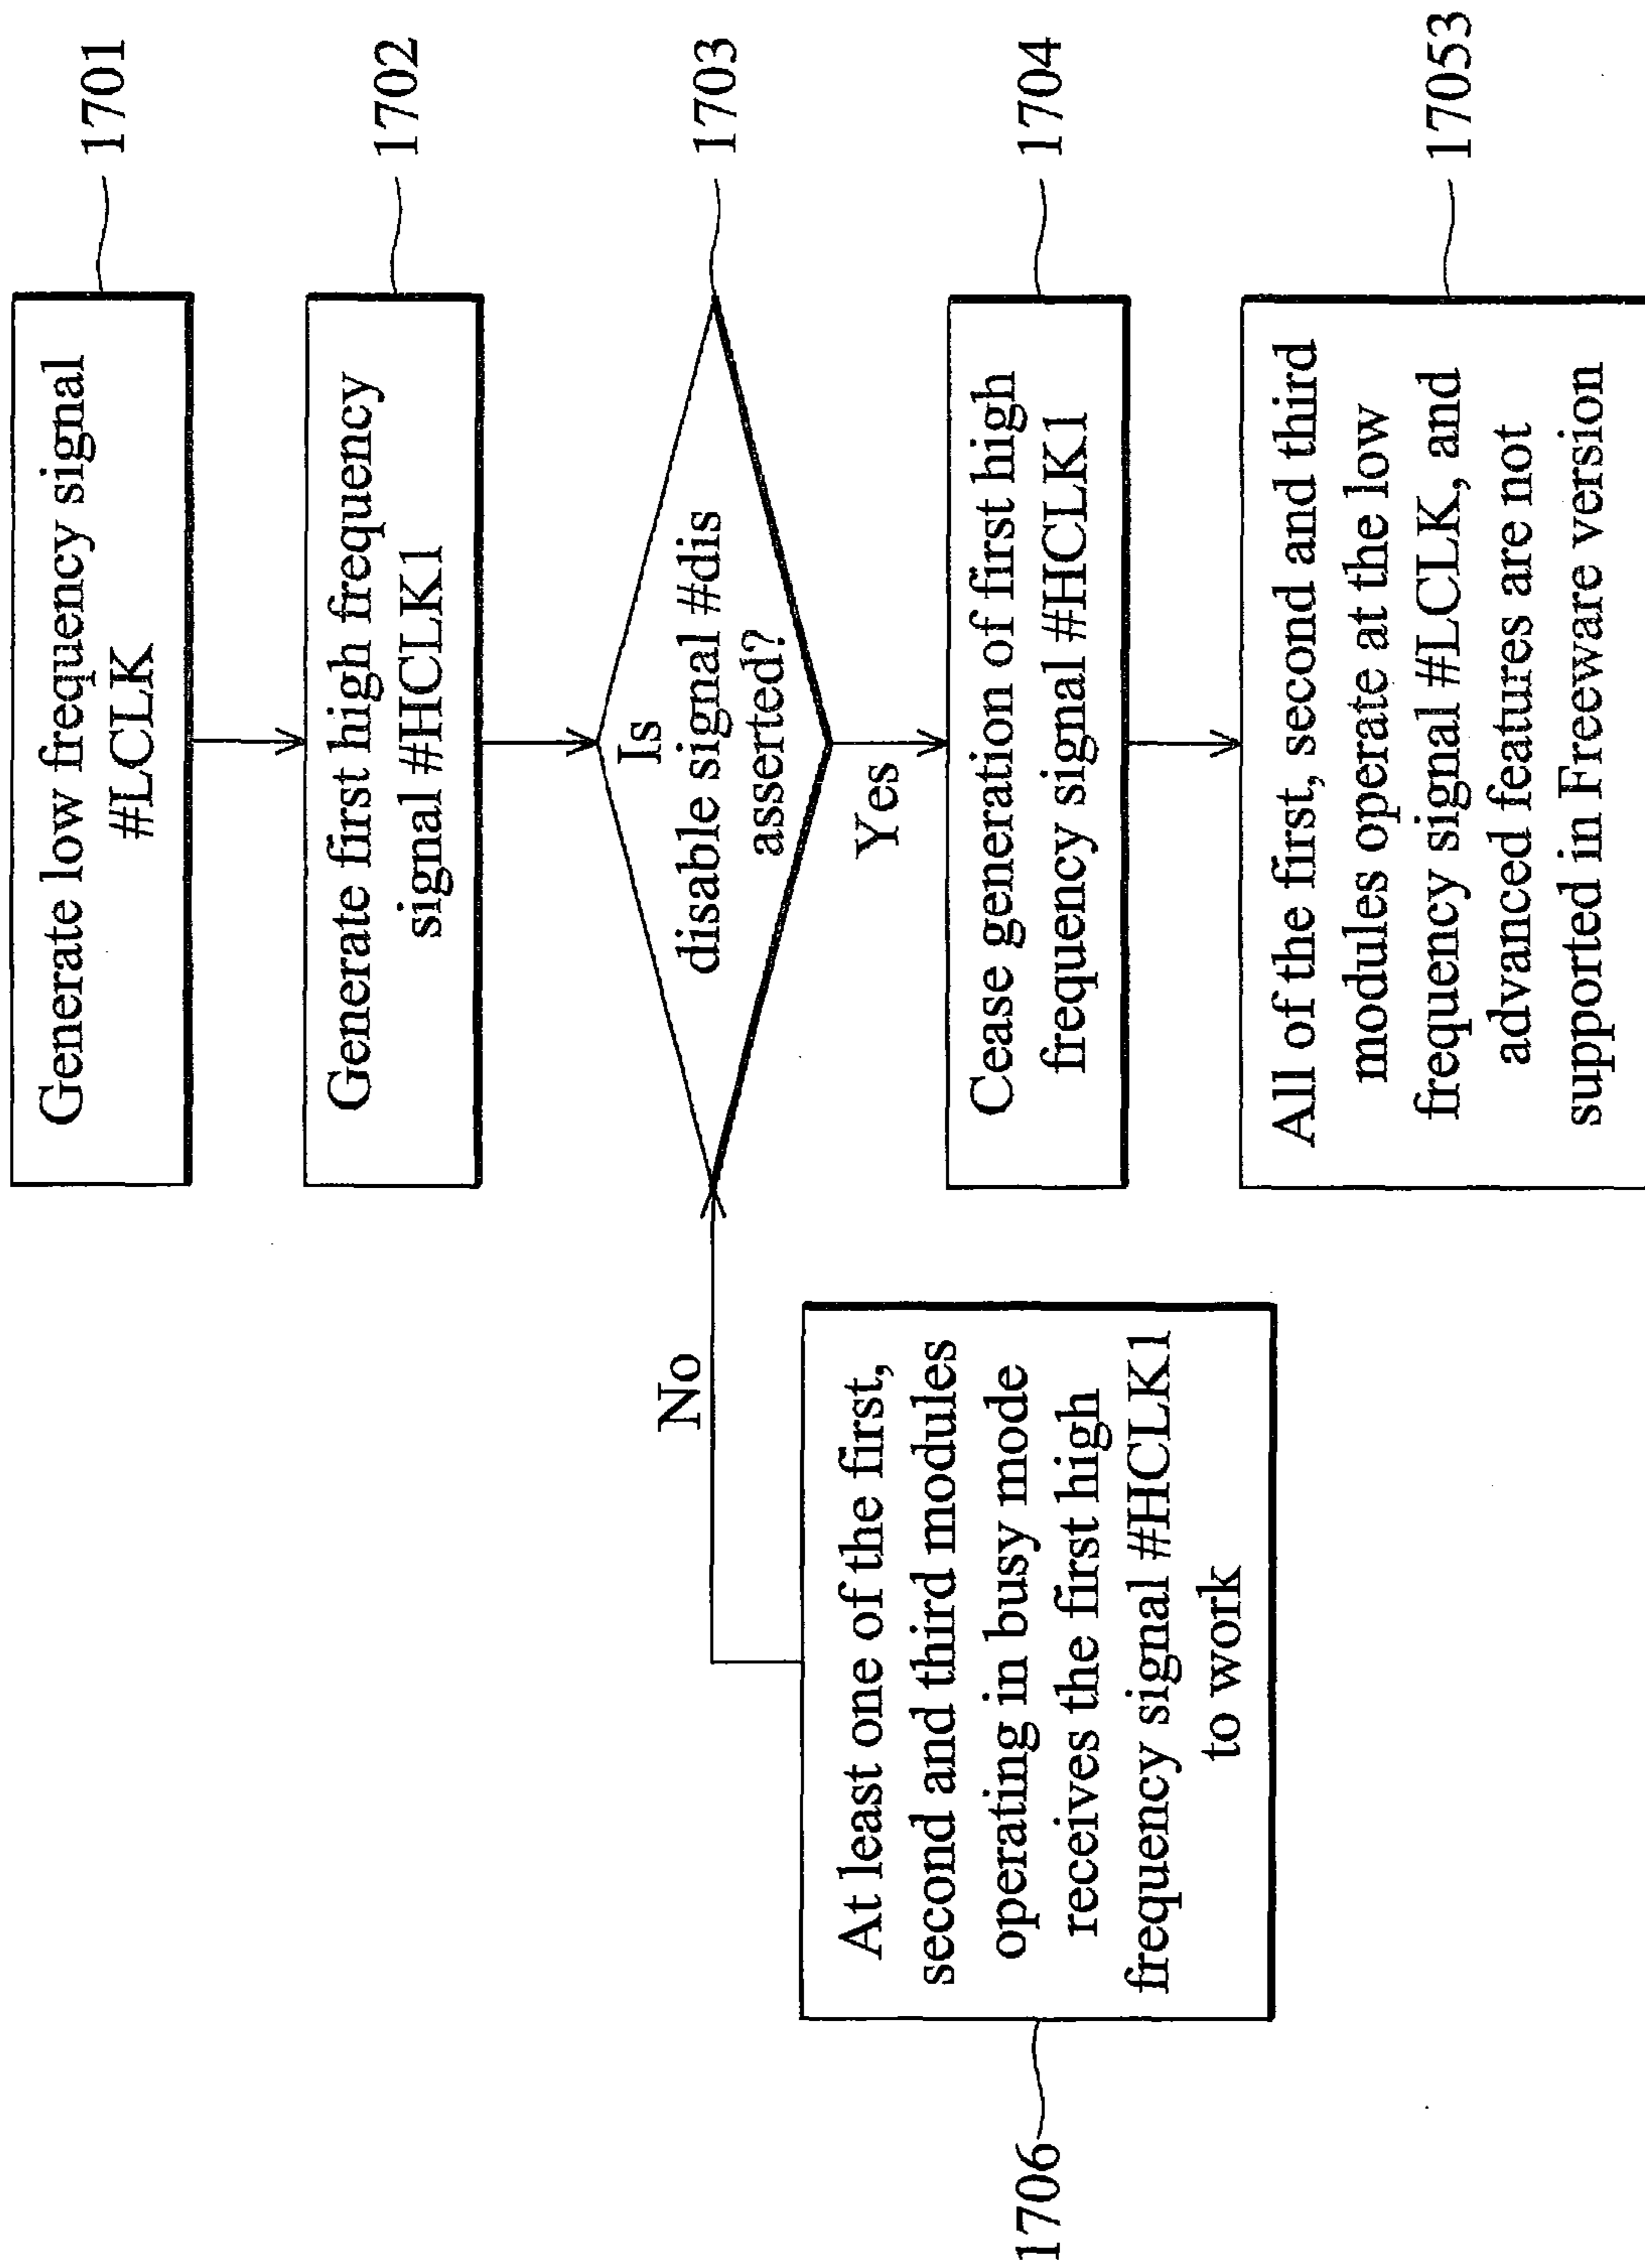 Generate low frequency signal
#LCLK
1701
Generate first high frequency
signal #HCLK1
1702
Is
disable signal #dis
asserted?
1703
No
Yes
Cease generation of first high
frequency signal #HCLK1
1704
All of the first, second and third
modules operate at the low
frequency signal #LCLK, and
advanced features are not
supported in Freeware version
17053
At least one of the first,
second and third modules
operating in busy mode
receives the first high
frequency signal #HCLK1
to work
1706